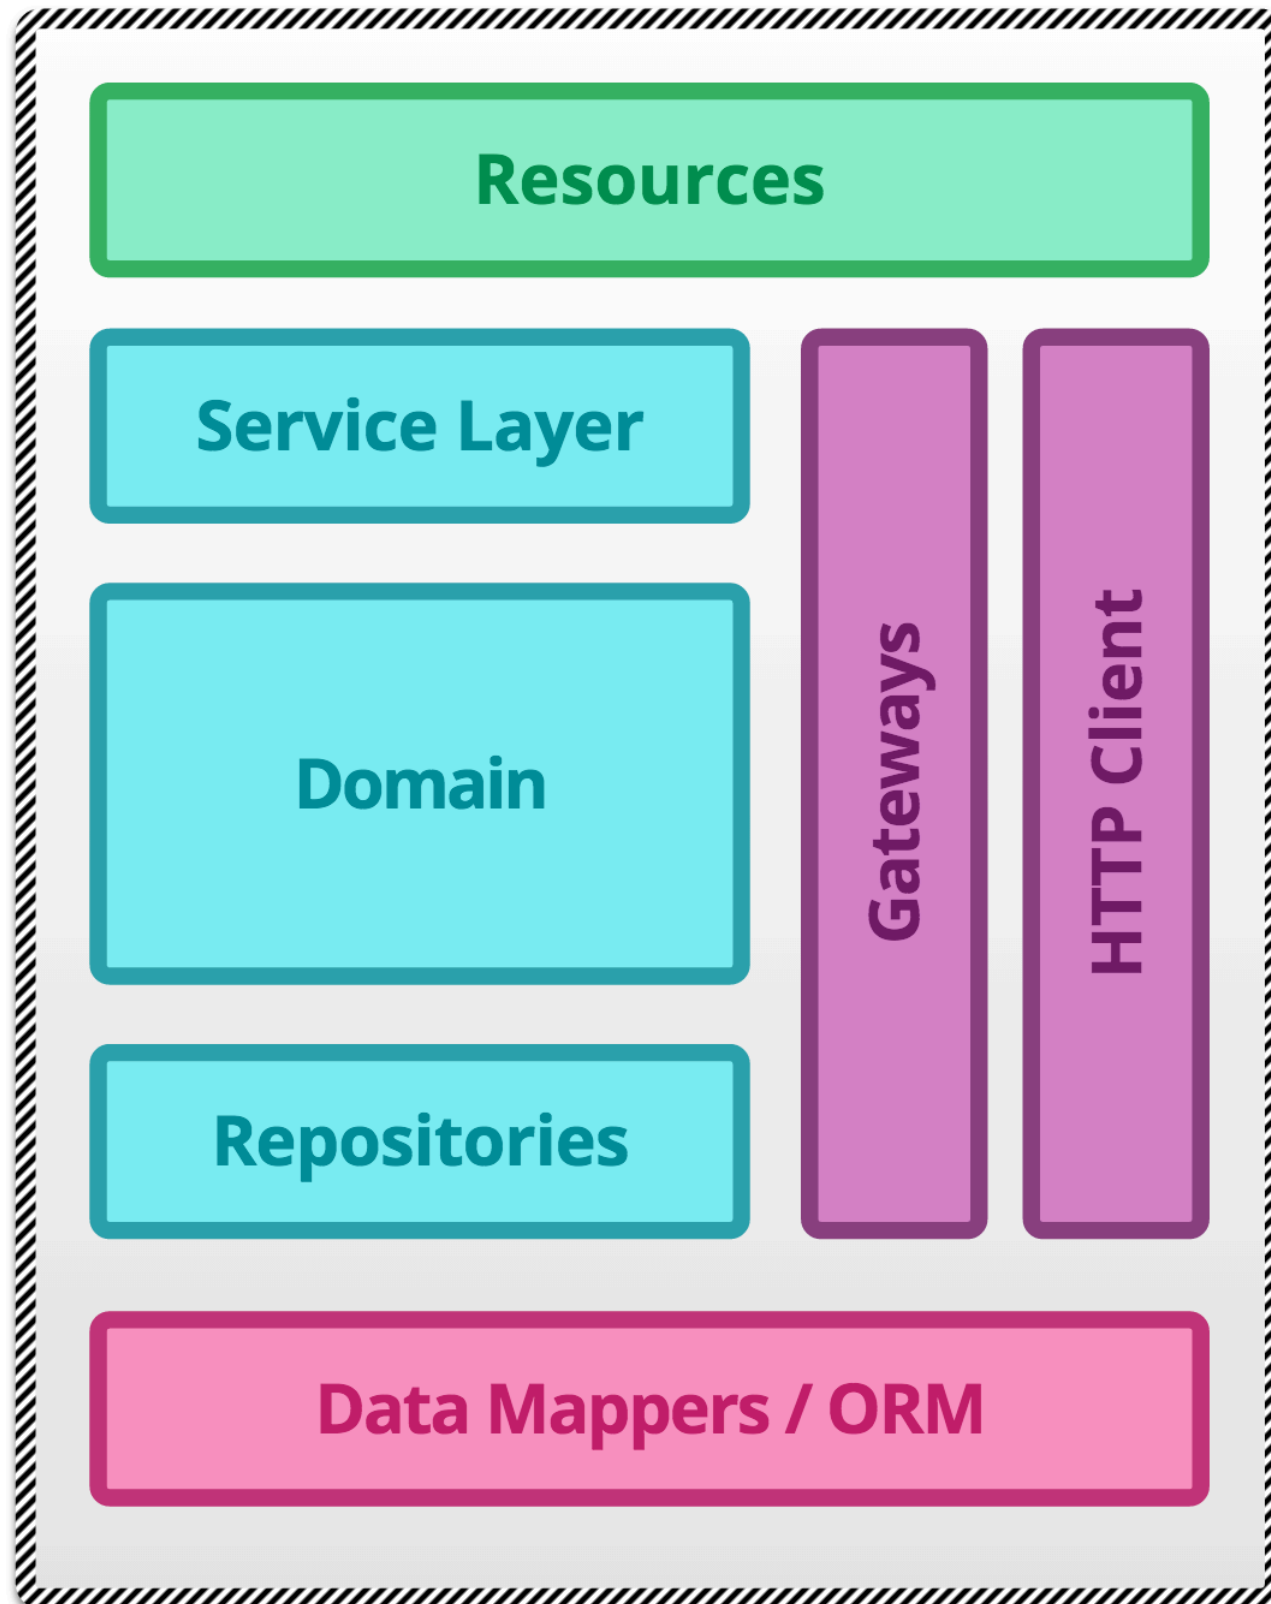 Resources
Service Layer
Domain
Repositories
Gateways
HTTP Client
Data Mappers / ORM